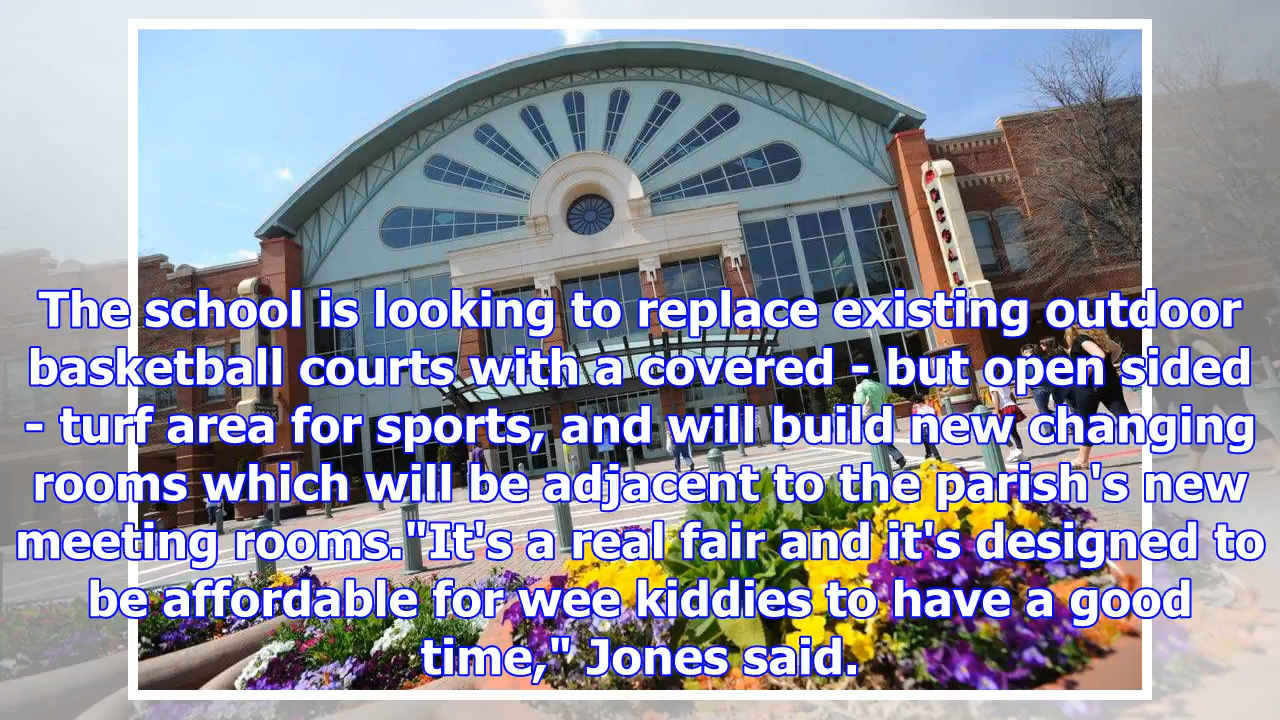 The school is looking to replace existing outdoor
basketball courts with a covered - but open sided
- turf area for sports, and will build new changing
rooms which will be adjacent to the parish's new
meeting rooms."It's a real fair and it's designed to
be affordable for wee kiddies to have a good
time," Jones said.